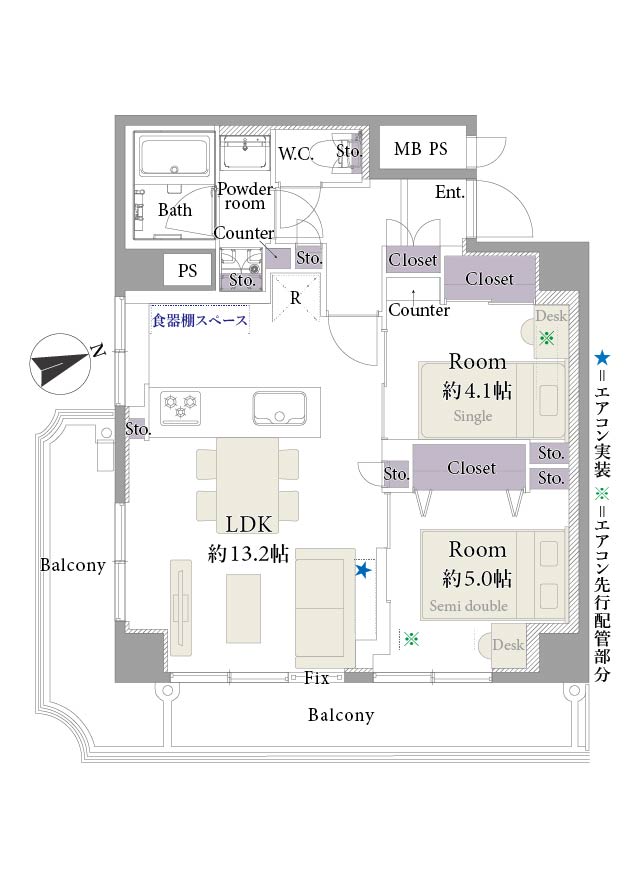 W.C.
Sto.
MB PS
Bath
Powder
room
Ent.
Counter
Sto.
Closet
Closet
PS
Sto.
R
Counter
食器棚スペース
Desk
※
N
Room
約4.1帖
Single
Sto.
Sto.
Closet
Sto.
Sto.
LDK
約13.2帖
Room
約5.0帖
Semi double
Balcony
★
※
Desk
Fix
Balcony
★=エアコン実装 ※=エアコン先行配管部分